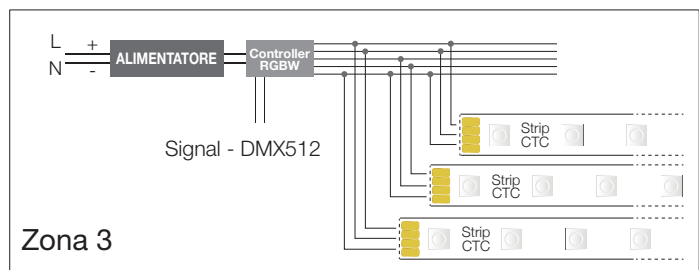 L +
N -
ALIMENTATORE
Controller
RGBW
Signal - DMX512
Strip
CTC
Strip
CTC
Strip
CTC
Zona 3